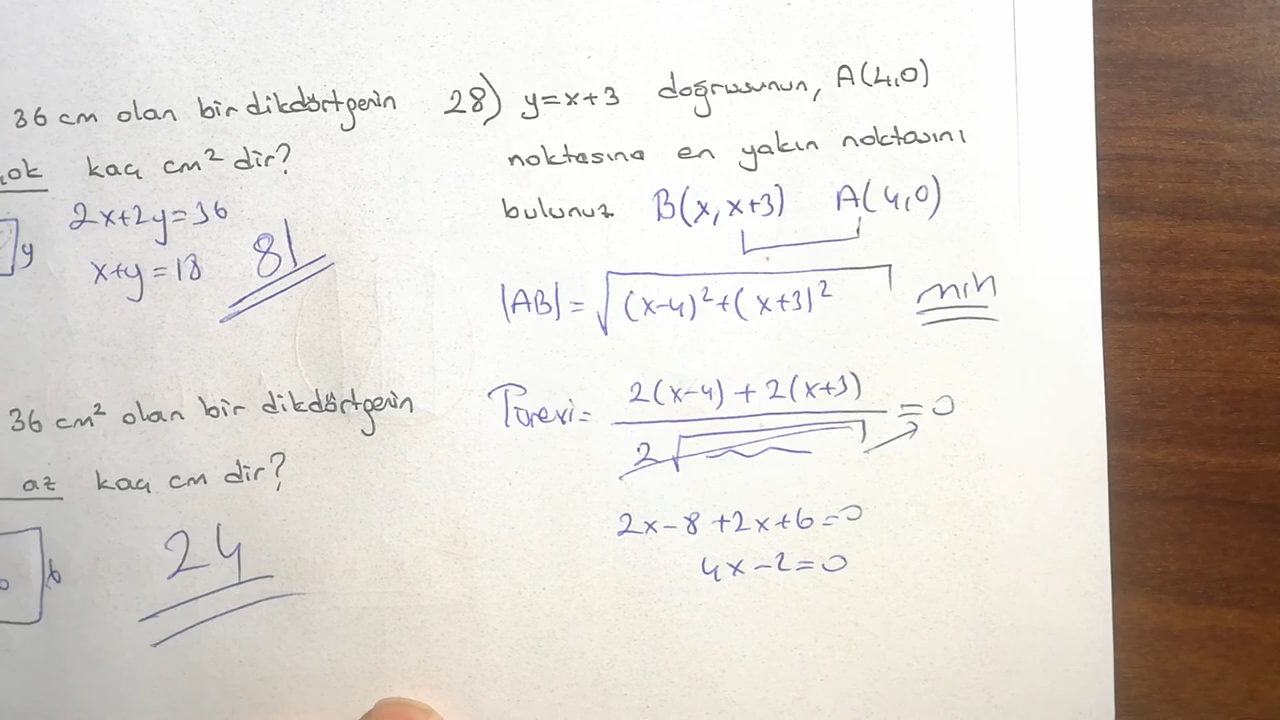 36 cm olan bir dikdörtgenin
çok kaç cm² dir?
y
2x+2y=36
x+y=18
81
36 cm² olan bir dikdörtgenin
az kaç cm dir?
b
24
28) y=x+3 doğrusunun, A(4,0)
noktasına en yakın noktasını
bulunuz B(x, x+3) A(4,0)
|AB|=√(x-4)²+(x+3)² min
Türevi= 2(x-4)+2(x+3) =0
2√
2x-8+2x+6=0
4x-2=0